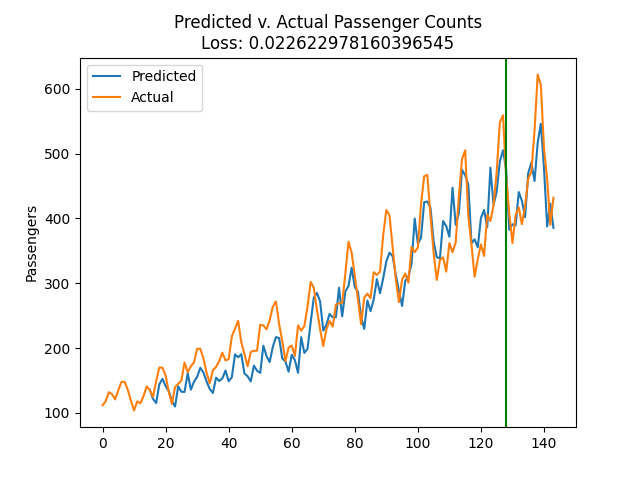 Predicted v. Actual Passenger Counts
Loss: 0.022622978160396545
Predicted
Actual
Passengers
600
500
400
300
200
100
0
20
40
60
80
100
120
140